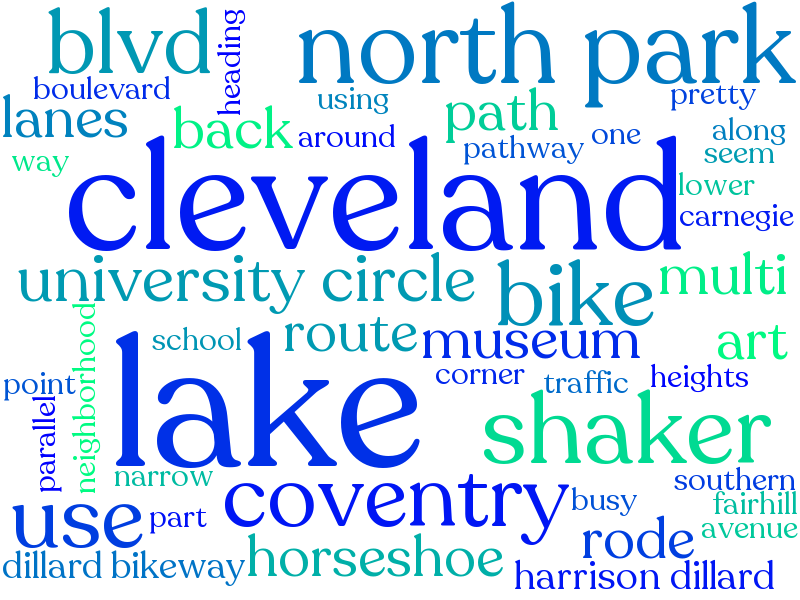 blvd
heading
north park
boulevard
using
pretty
lanes
back
around
path
pathway
one
along
seem
way
cleveland
lower
carnegie
university circle
bike
multi
neighborhood
school
route
museum
art
point
lake
corner
traffic
heights
parallel
shaker
narrow
coventry
southern
use
part
busy
fairhill
rode
avenue
dillard bikeway
horseshoe
harrison dillard